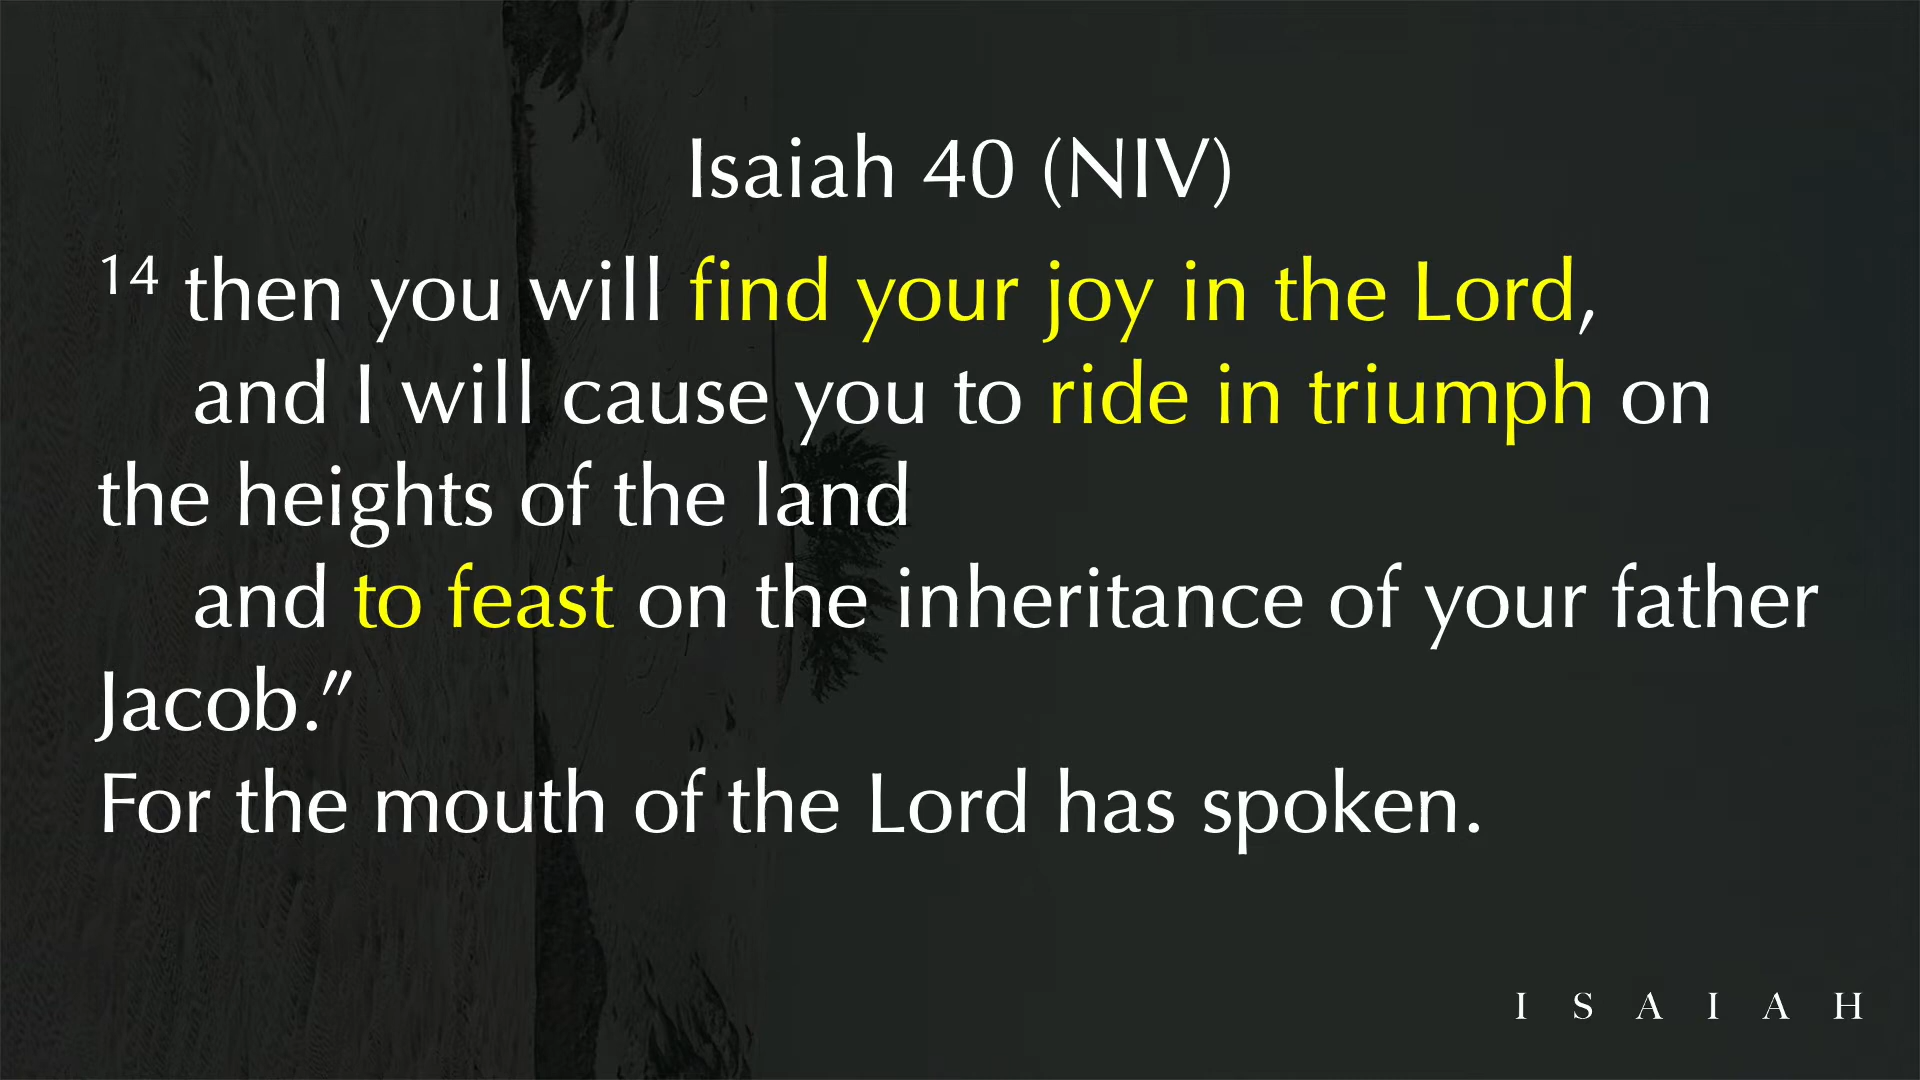 Isaiah 40 (NIV)
14 then you will find your joy in the Lord,
and I will cause you to ride in triumph on
the heights of the land
and to feast on the inheritance of your father
Jacob.”
For the mouth of the Lord has spoken.
ISAIAH